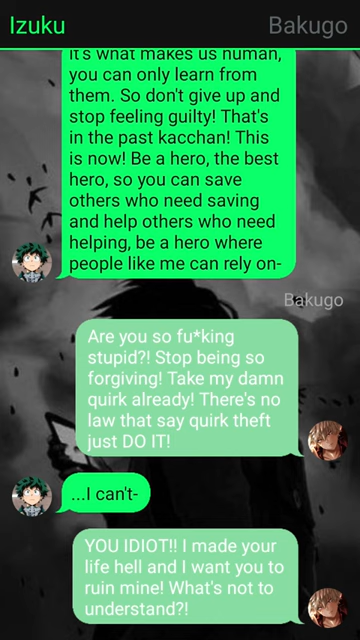 Izuku
Bakugo
It's what makes us human,
you can only learn from
them. So don't give up and
stop feeling guilty! That's
in the past kacchan! This
is now! Be a hero, the best
hero, so you can save
others who need saving
and help others who need
helping, be a hero where
people like me can rely on-
Bakugo
Are you so fu*king
stupid?! Stop being so
forgiving! Take my damn
quirk already! There's no
law that say quirk theft
just DO IT!
...I can't-
YOU IDIOT!! I made your
life hell and I want you to
ruin mine! What's not to
understand?!